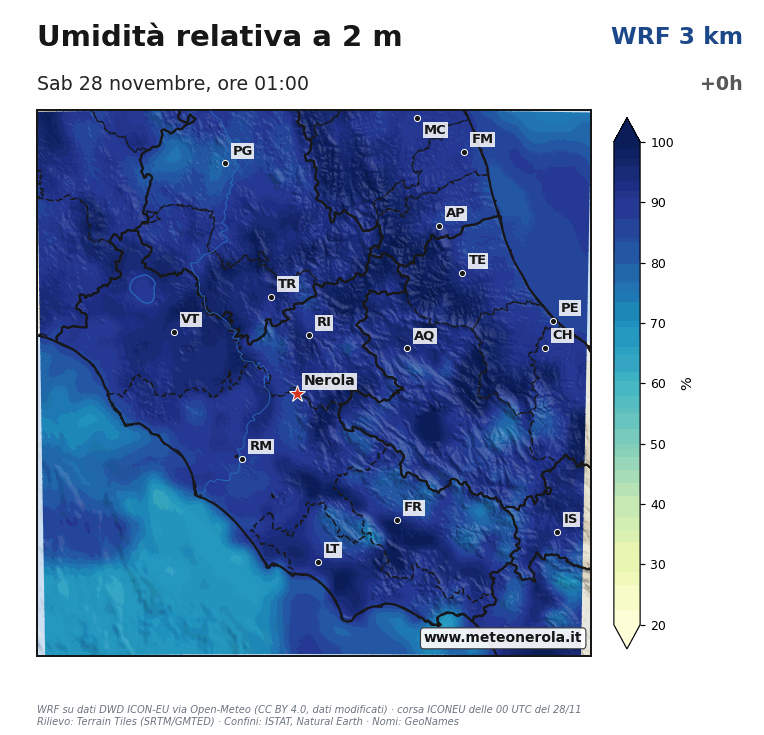 Umidità relativa a 2 m
WRF 3 km
Sab 28 novembre, ore 01:00
+0h
MC
FM
PG
AP
TE
TR
PE
VT
RI
AQ
CH
Nerola
RM
FR
IS
LT
www.meteonerola.it
100
90
80
70
60
50
40
30
20
%
WRF su dati DWD ICON-EU via Open-Meteo (CC BY 4.0, dati modificati) · corsa ICONEU delle 00 UTC del 28/11
Rilievo: Terrain Tiles (SRTM/GMTED) · Confini: ISTAT, Natural Earth · Nomi: GeoNames